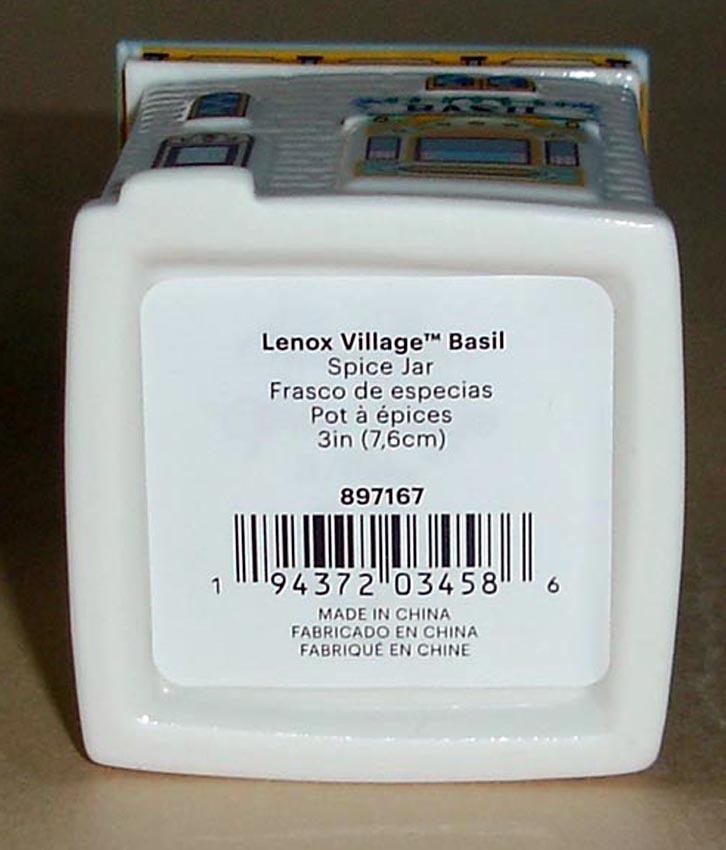 BASIL
Lenox Village™ Basil
Spice Jar
Frasco de especias
Pot à épices
3in (7,6cm)
897167
1 94372 03458 6
MADE IN CHINA
FABRICADO EN CHINA
FABRIQUÉ EN CHINE